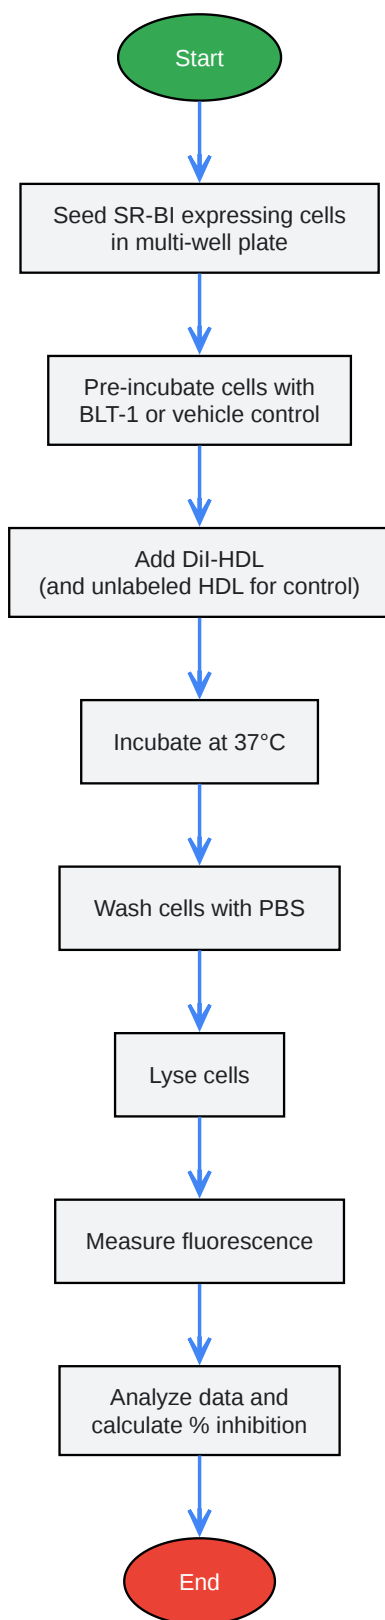 Start
Seed SR-BI expressing cells
in multi-well plate
Pre-incubate cells with
BLT-1 or vehicle control
Add DiI-HDL
(and unlabeled HDL for control)
Incubate at 37°C
Wash cells with PBS
Lyse cells
Measure fluorescence
Analyze data and
calculate % inhibition
End